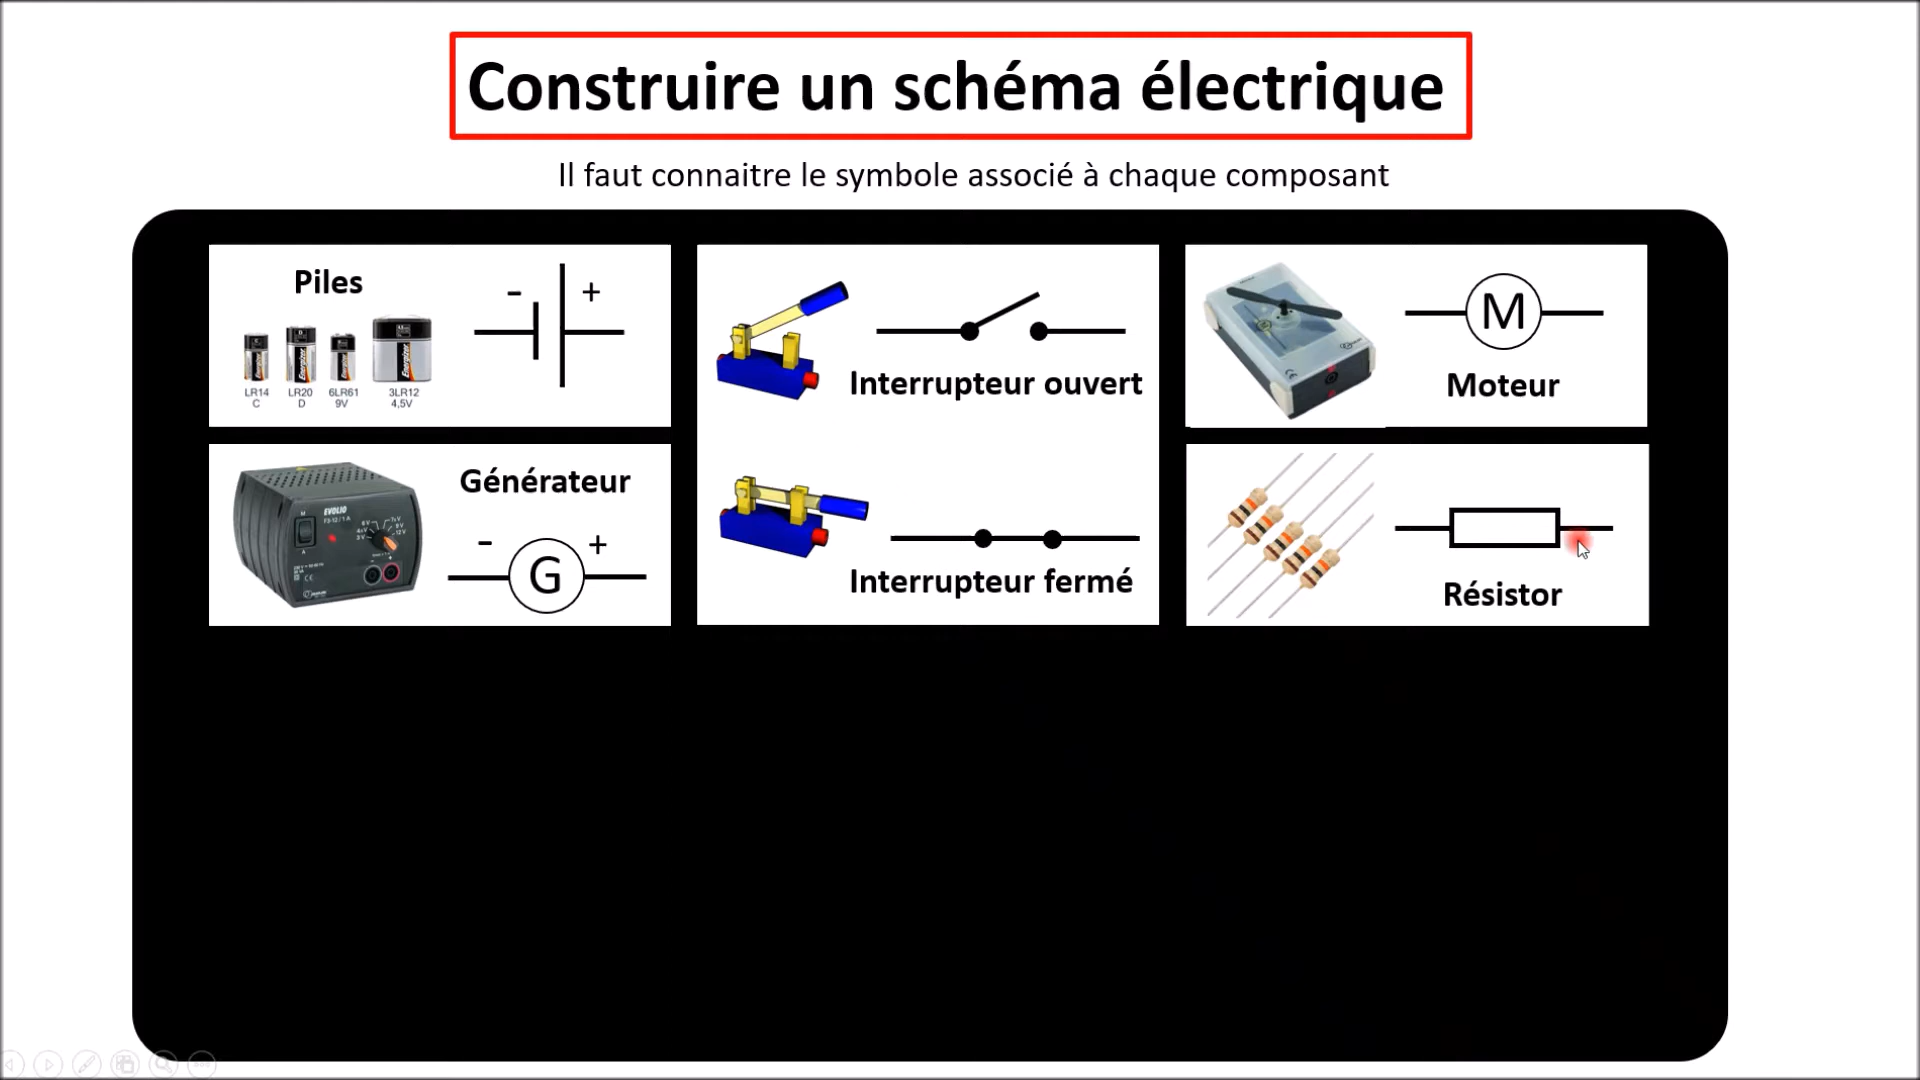 Construire un schéma électrique
Il faut connaitre le symbole associé à chaque composant
Piles
- +
LR14 LR20 6LR61 3LR12
C D 9V 4,5V
Interrupteur ouvert
M
Moteur
EVOLIO
Générateur
- +
G
Interrupteur fermé
Résistor